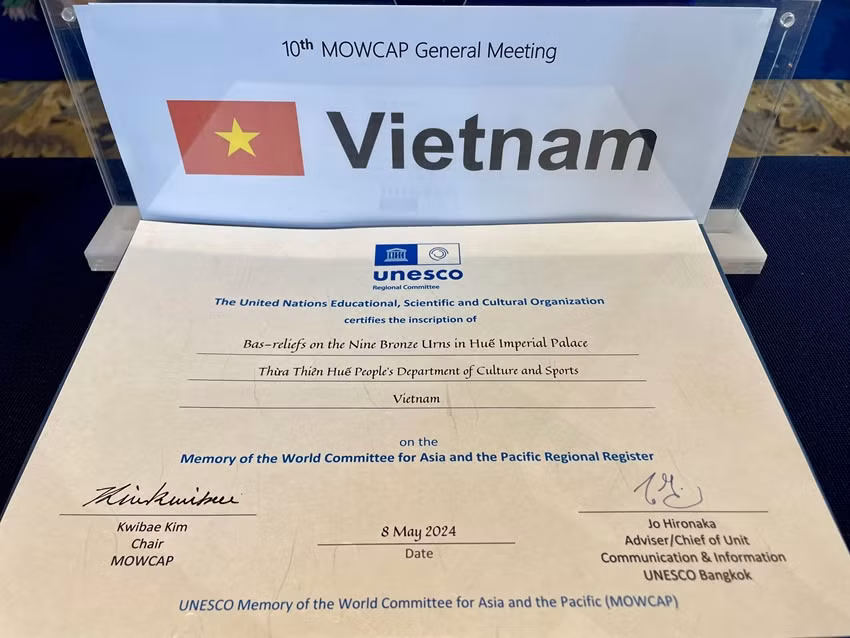 10th MOWCAP General Meeting
Vietnam
unesco
Regional Committee
The United Nations Educational, Scientific and Cultural Organization
certifies the inscription of
Bas-reliefs on the Nine Bronze Urns in Huế Imperial Palace
Thừa Thiên Huế People's Department of Culture and Sports
Vietnam
on the
Memory of the World Committee for Asia and the Pacific Regional Register
Kwibae Kim
Chair
MOWCAP
8 May 2024
Date
Jo Hironaka
Adviser/Chief of Unit
Communication & Information
UNESCO Bangkok
UNESCO Memory of the World Committee for Asia and the Pacific (MOWCAP)